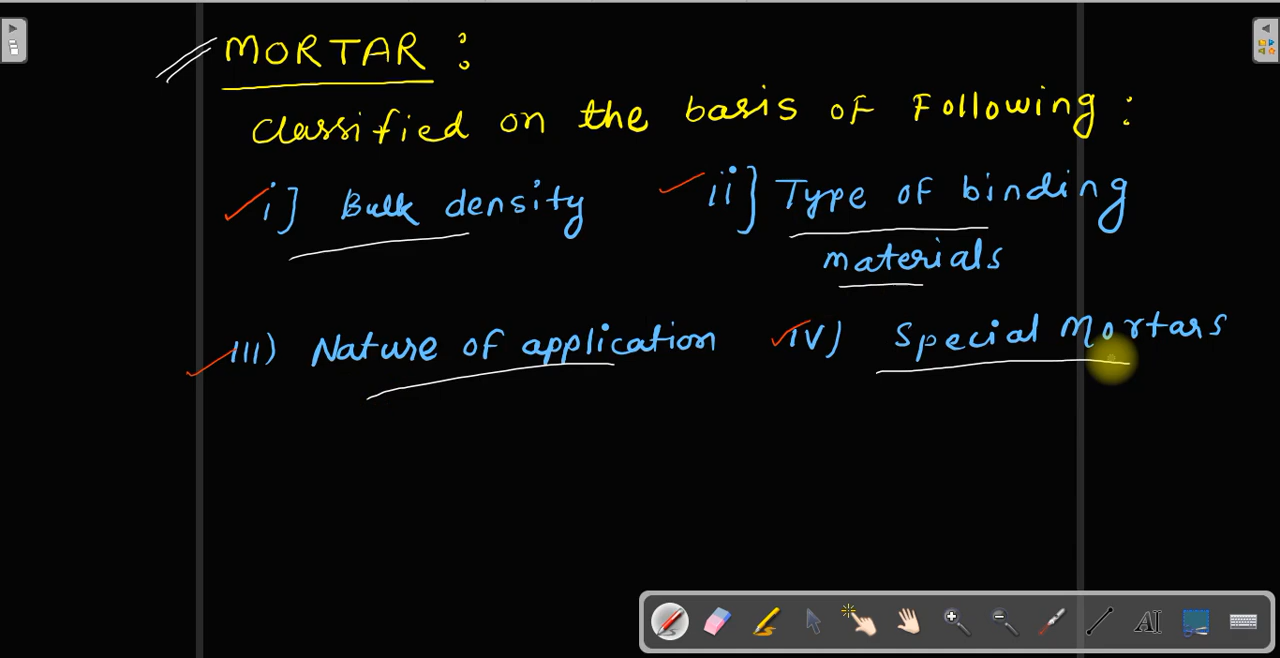 MORTAR :
Classified on the basis of Following :
i] Bulk density
ii] Type of binding materials
III) Nature of application
IV) Special Mortars
AI